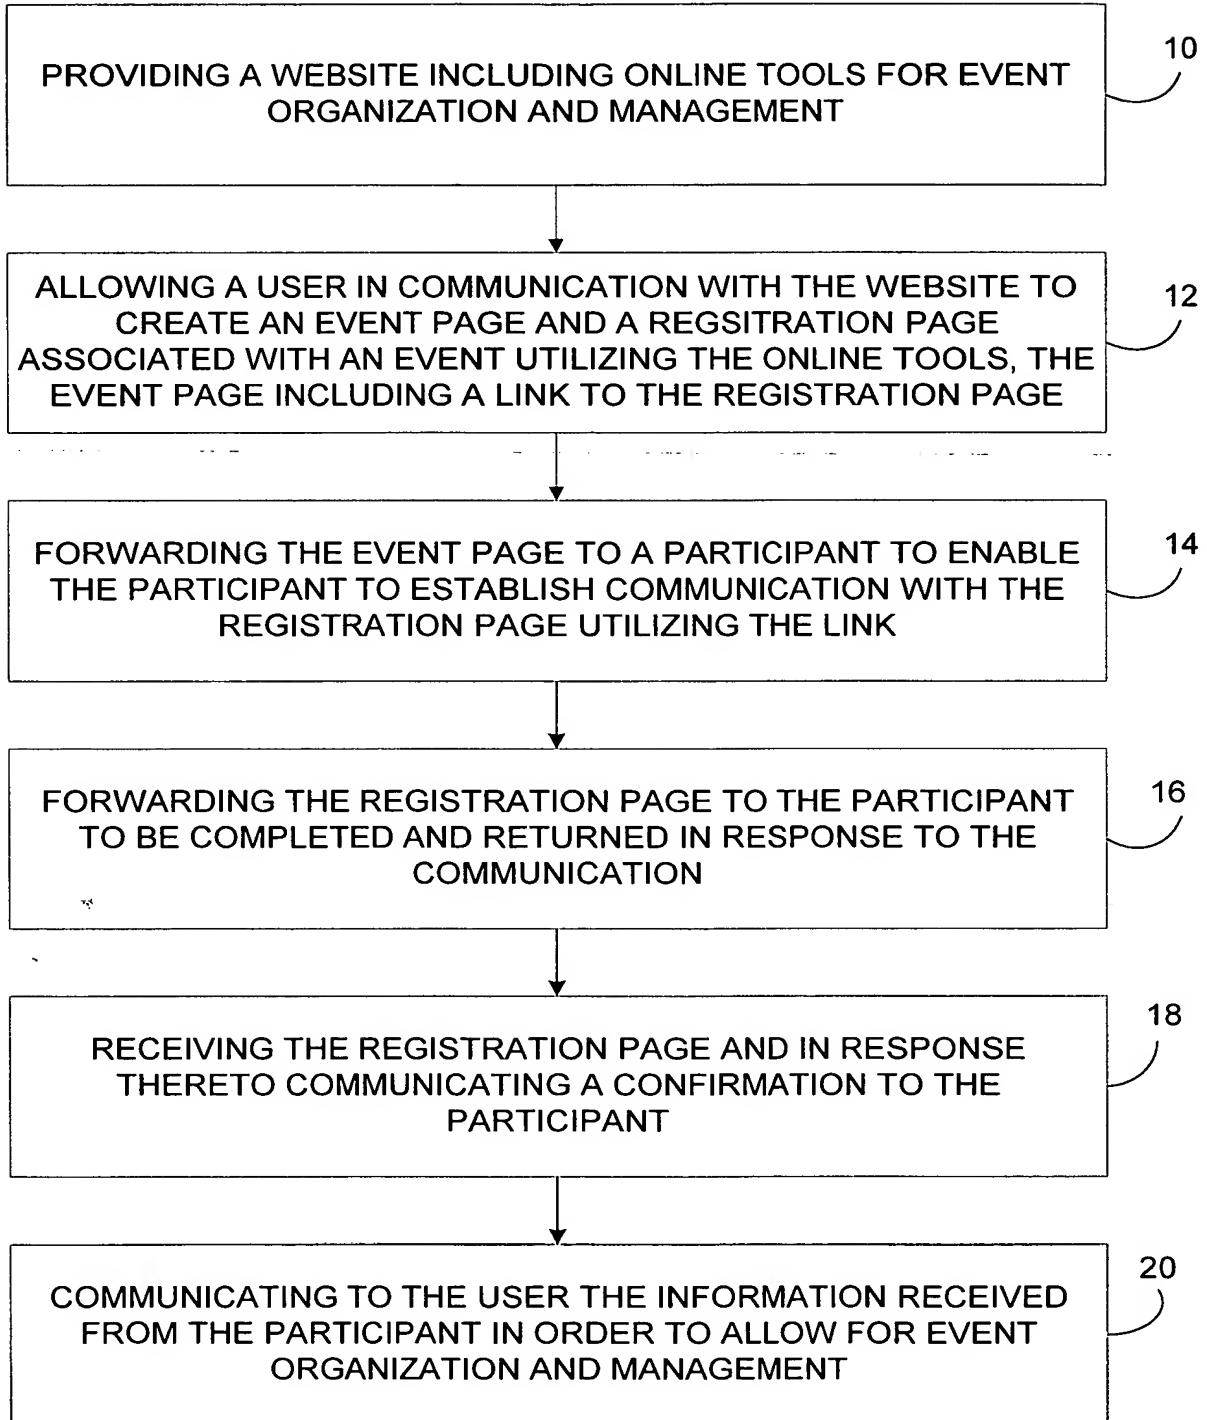 PROVIDING A WEBSITE INCLUDING ONLINE TOOLS FOR EVENT
ORGANIZATION AND MANAGEMENT
10
ALLOWING A USER IN COMMUNICATION WITH THE WEBSITE TO
CREATE AN EVENT PAGE AND A REGSITRATION PAGE
ASSOCIATED WITH AN EVENT UTILIZING THE ONLINE TOOLS, THE
EVENT PAGE INCLUDING A LINK TO THE REGISTRATION PAGE
12
FORWARDING THE EVENT PAGE TO A PARTICIPANT TO ENABLE
THE PARTICIPANT TO ESTABLISH COMMUNICATION WITH THE
REGISTRATION PAGE UTILIZING THE LINK
14
FORWARDING THE REGISTRATION PAGE TO THE PARTICIPANT
TO BE COMPLETED AND RETURNED IN RESPONSE TO THE
COMMUNICATION
16
RECEIVING THE REGISTRATION PAGE AND IN RESPONSE
THERETO COMMUNICATING A CONFIRMATION TO THE
PARTICIPANT
18
COMMUNICATING TO THE USER THE INFORMATION RECEIVED
FROM THE PARTICIPANT IN ORDER TO ALLOW FOR EVENT
ORGANIZATION AND MANAGEMENT
20